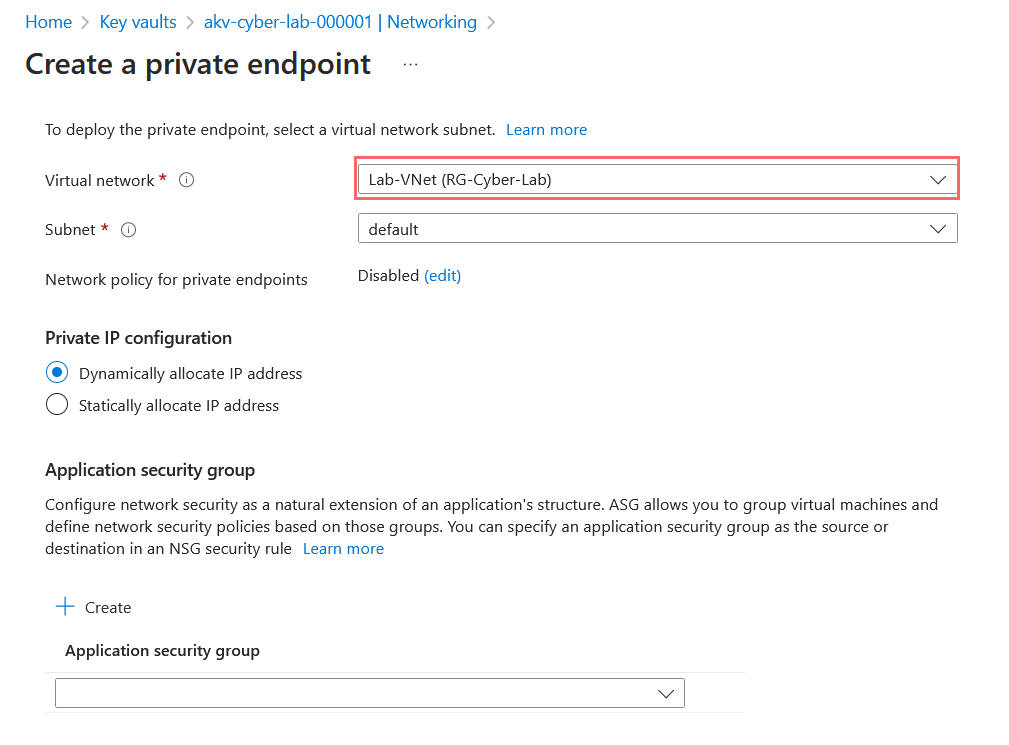 Home > Key vaults > akv-cyber-lab-000001 | Networking >
Create a private endpoint ...
To deploy the private endpoint, select a virtual network subnet. Learn more
Virtual network * Lab-VNet (RG-Cyber-Lab)
Subnet * default
Network policy for private endpoints Disabled (edit)
Private IP configuration
Dynamically allocate IP address
Statically allocate IP address
Application security group
Configure network security as a natural extension of an application's structure. ASG allows you to group virtual machines and
define network security policies based on those groups. You can specify an application security group as the source or
destination in an NSG security rule Learn more
+ Create
Application security group